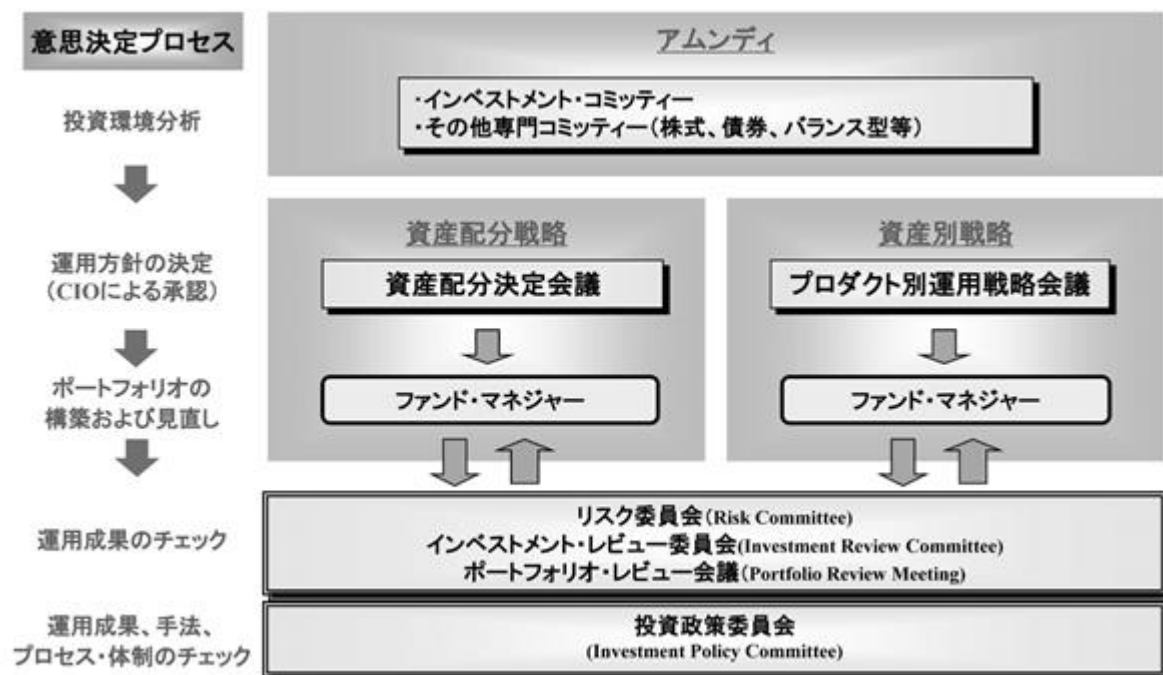 意思決定プロセス
アムンディ
投資環境分析
・インベストメント・コミッティー
・その他専門コミッティー(株式、債券、バランス型等)
資産配分戦略
資産別戦略
運用方針の決定
(CIOによる承認)
資産配分決定会議
プロダクト別運用戦略会議
ポートフォリオの
構築および見直し
ファンド・マネジャー
ファンド・マネジャー
運用成果のチェック
リスク委員会(Risk Committee)
インベストメント・レビュー委員会(Investment Review Committee)
ポートフォリオ・レビュー会議(Portfolio Review Meeting)
運用成果、手法、
プロセス・体制のチェック
投資政策委員会
(Investment Policy Committee)